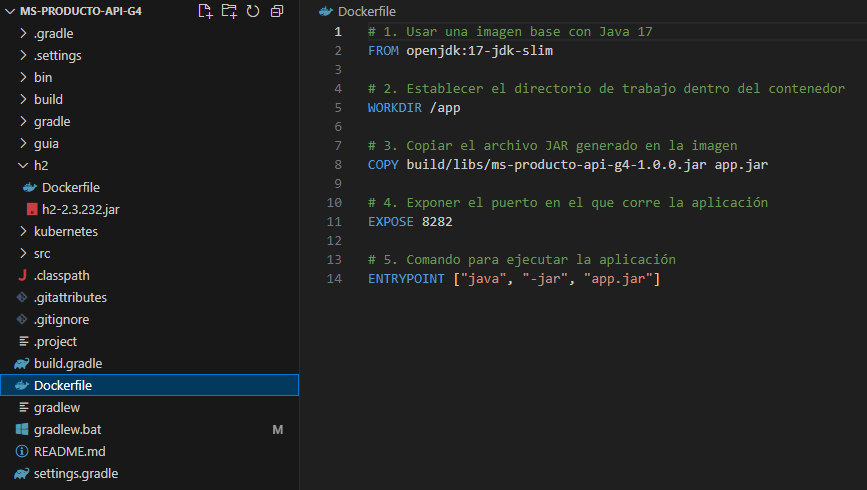 MS-PRODUCTO-API-G4
.gradle
.settings
bin
build
gradle
guia
h2
Dockerfile
h2-2.3.232.jar
kubernetes
src
.classpath
.gitattributes
.gitignore
.project
build.gradle
Dockerfile
gradlew
gradlew.bat M
README.md
settings.gradle
Dockerfile
1 # 1. Usar una imagen base con Java 17
2 FROM openjdk:17-jdk-slim
3
4 # 2. Establecer el directorio de trabajo dentro del contenedor
5 WORKDIR /app
6
7 # 3. Copiar el archivo JAR generado en la imagen
8 COPY build/libs/ms-producto-api-g4-1.0.0.jar app.jar
9
10 # 4. Exponer el puerto en el que corre la aplicación
11 EXPOSE 8282
12
13 # 5. Comando para ejecutar la aplicación
14 ENTRYPOINT ["java", "-jar", "app.jar"]